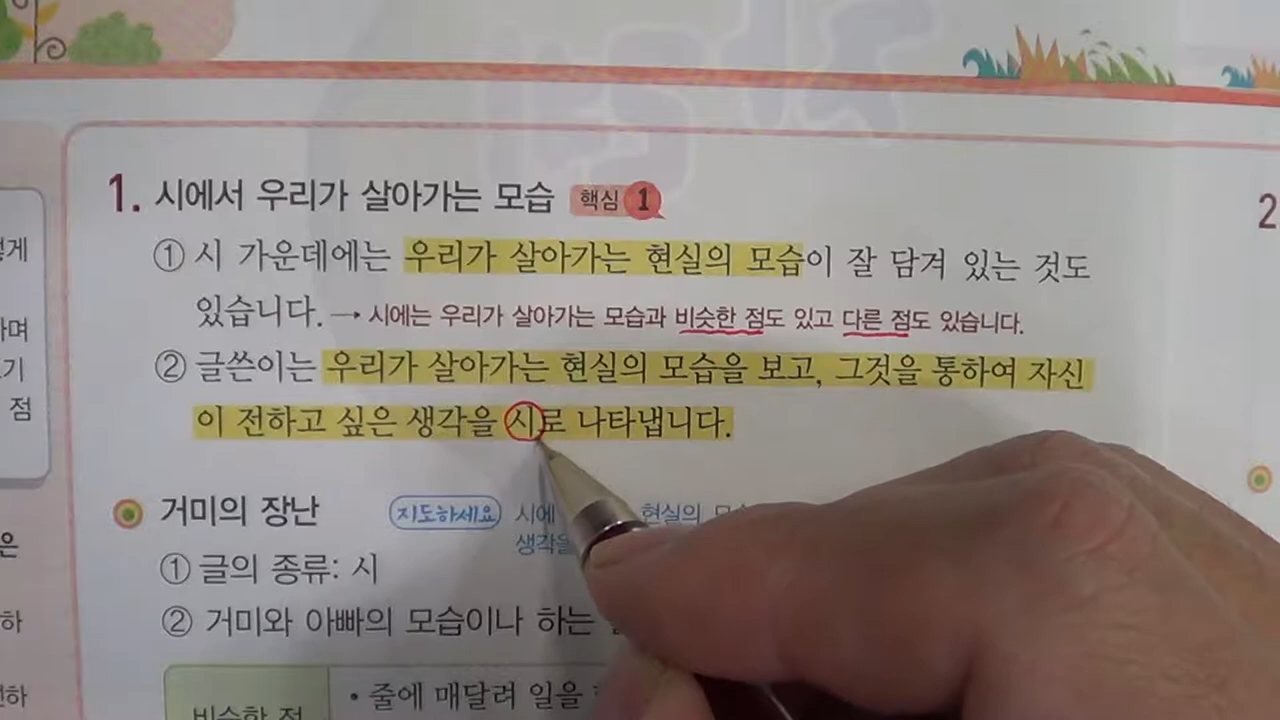 1. 시에서 우리가 살아가는 모습 핵심 1
① 시 가운데에는 우리가 살아가는 현실의 모습이 잘 담겨 있는 것도
있습니다. → 시에는 우리가 살아가는 모습과 비슷한 점도 있고 다른 점도 있습니다.
② 글쓴이는 우리가 살아가는 현실의 모습을 보고, 그것을 통하여 자신
이 전하고 싶은 생각을 시로 나타냅니다.
거미의 장난 지도하세요 시에 현실의
생각을
① 글의 종류: 시
② 거미와 아빠의 모습이나 하는
비슷한 점 • 줄에 매달려 일을
점
2